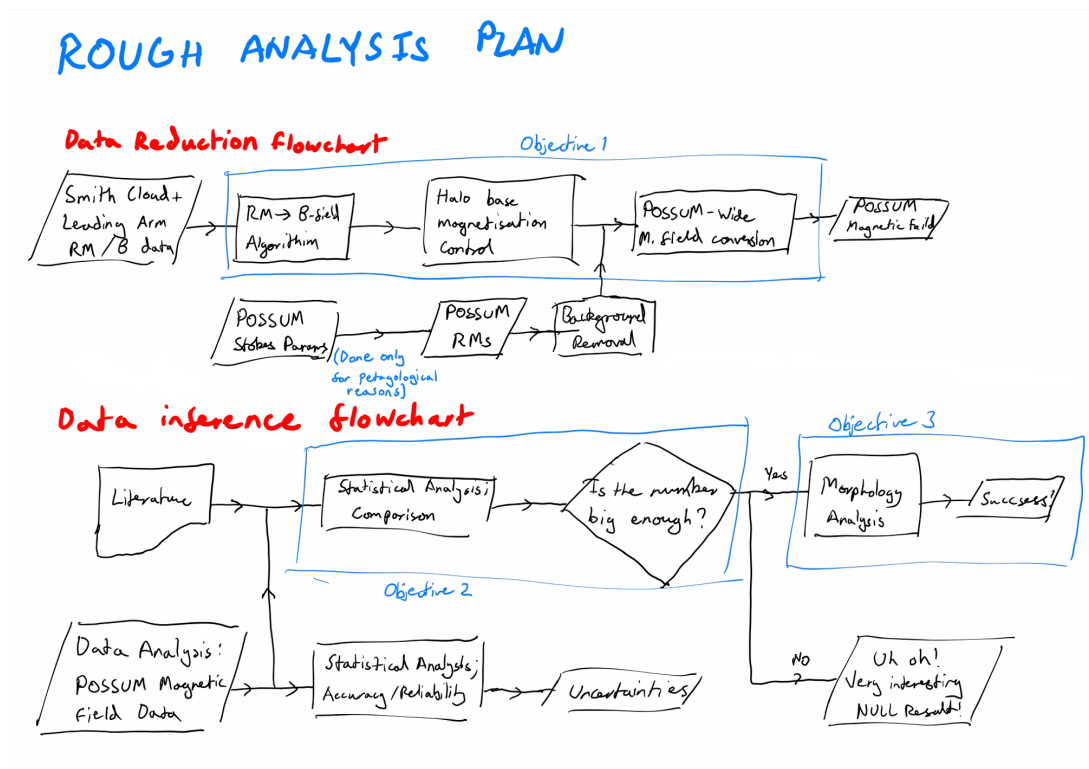 ROUGH ANALYSIS PLAN
Data Reduction flowchart
Objective 1
Smith Cloud +
Leading Arm
RM/B data
RM → B-field
Algorithim
Halo base
magnetisation
Control
POSSUM-Wide
M. field conversion
POSSUM
Magnetic Feild
POSSUM
Stokes Params
(Done only
for petagological
reasons)
POSSUM
RMs
Background
Removal
Data inference flowchart
Objective 3
Literature
Statistical Analysis;
Comparison
Is the number
big enough?
Yes
Morphology
Analysis
Succsess!
Objective 2
Data Analysis:
POSSUM Magnetic
Field Data
Statistical Analysis;
Accuracy/Reliability
Uncertainties
No
Uh oh!
Very interesting
NULL Result!